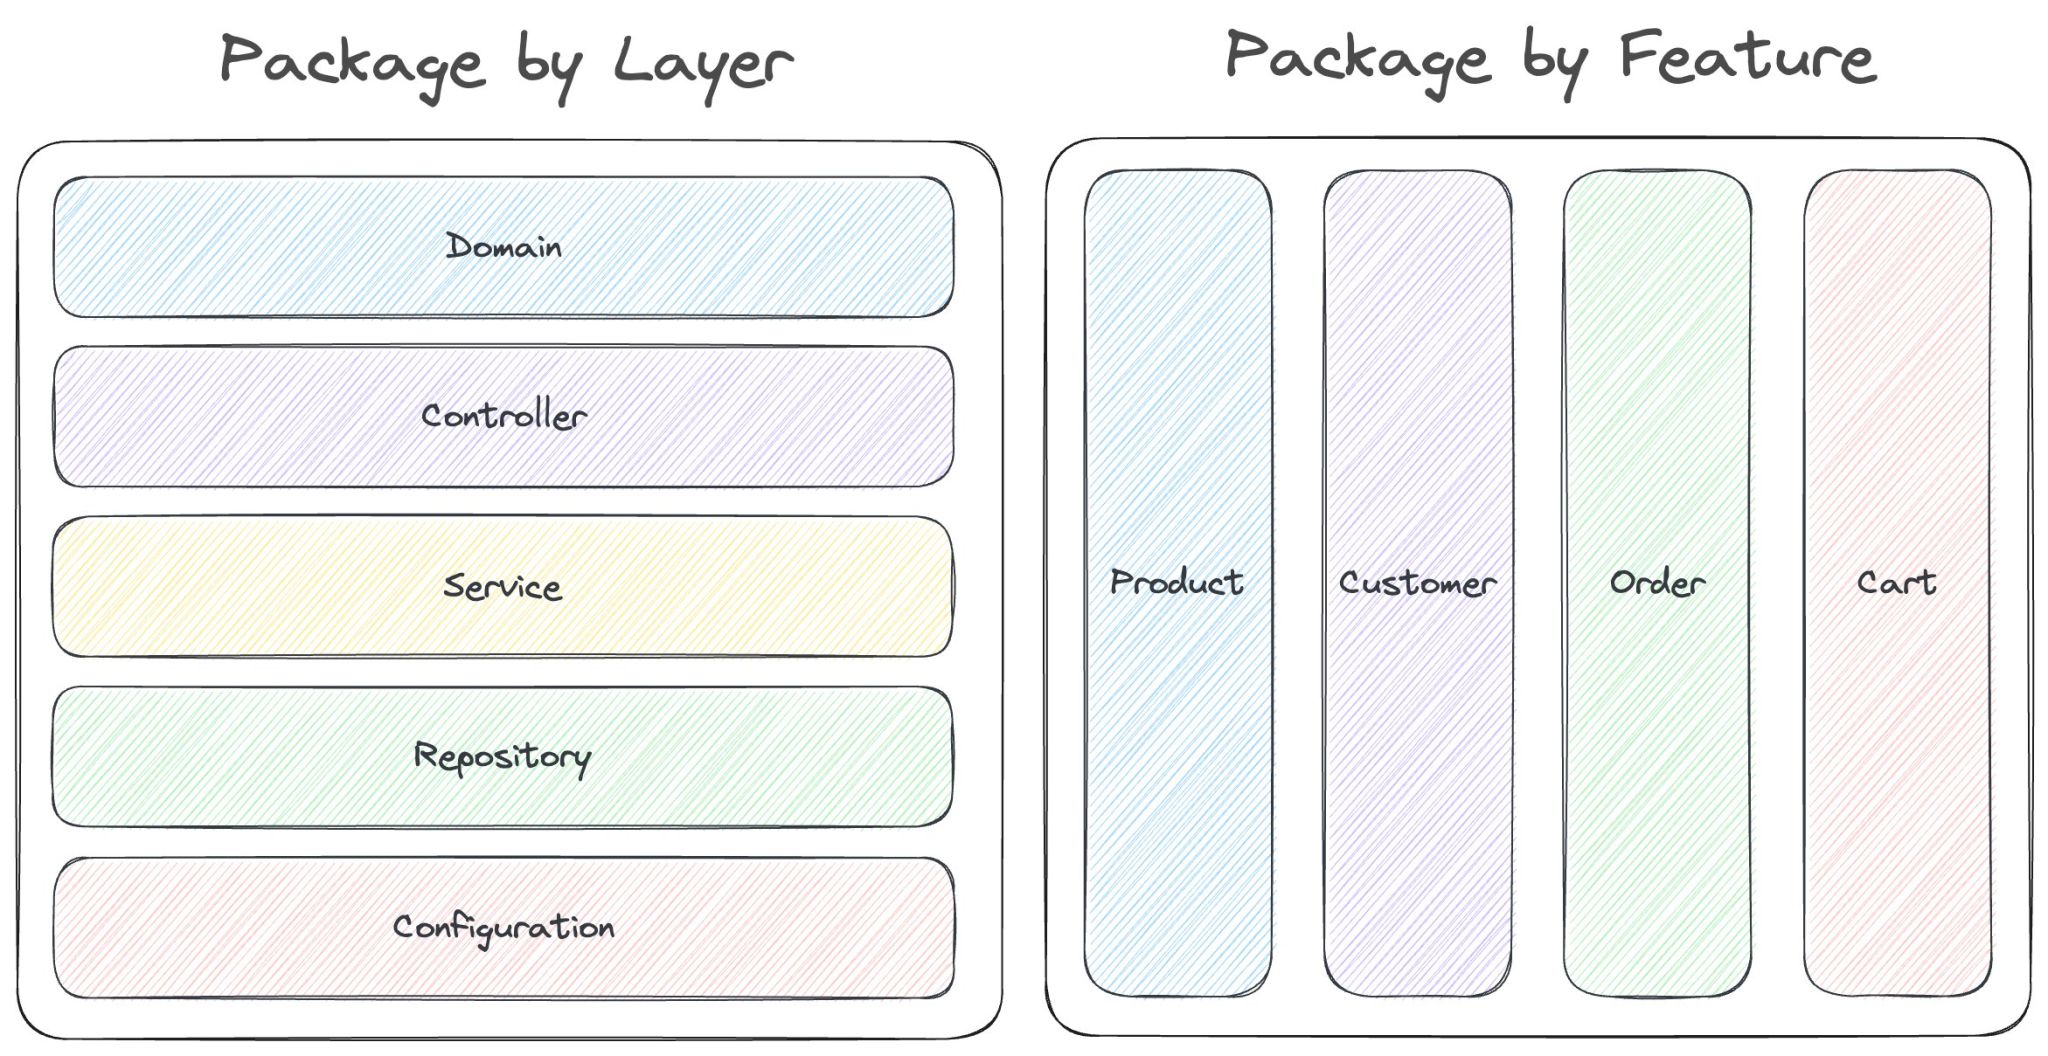 Package by Layer
Domain
Controller
Service
Repository
Configuration
Package by Feature
Product
Customer
Order
Cart